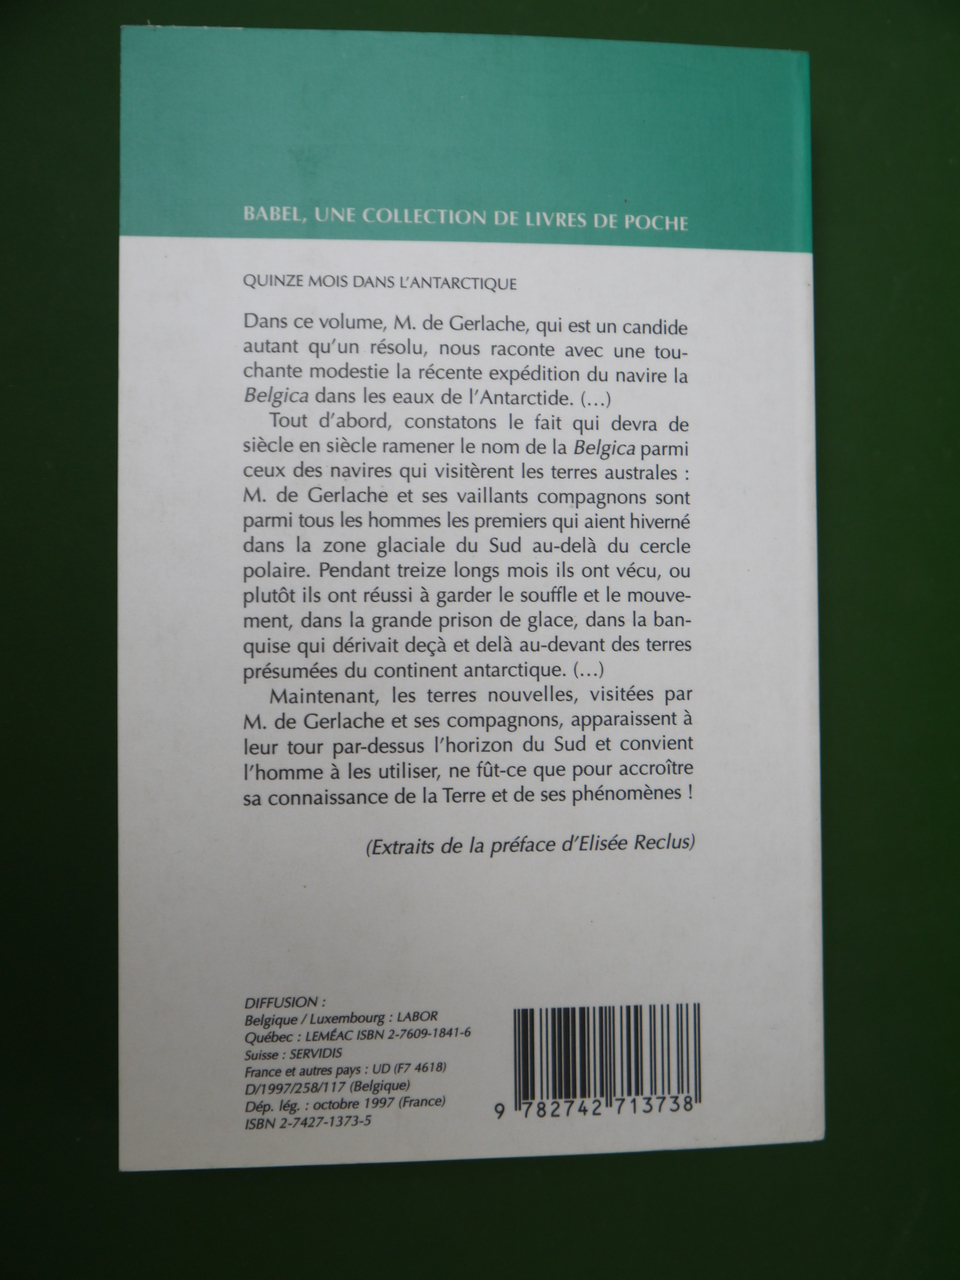 BABEL, UNE COLLECTION DE LIVRES DE POCHE
QUINZE MOIS DANS L'ANTARCTIQUE
Dans ce volume, M. de Gerlache, qui est un candide
autant qu'un résolu, nous raconte avec une tou-
chante modestie la récente expédition du navire la
Belgica dans les eaux de l'Antarctide. (...)
Tout d'abord, constatons le fait qui devra de
siècle en siècle ramener le nom de la Belgica parmi
ceux des navires qui visitèrent les terres australes :
M. de Gerlache et ses vaillants compagnons sont
parmi tous les hommes les premiers qui aient hiverné
dans la zone glaciale du Sud au-delà du cercle
polaire. Pendant treize longs mois ils ont vécu, ou
plutôt ils ont réussi à garder le souffle et le mouve-
ment, dans la grande prison de glace, dans la ban-
quise qui dérivait deçà et delà au-devant des terres
présumées du continent antarctique. (...)
Maintenant, les terres nouvelles, visitées par
M. de Gerlache et ses compagnons, apparaissent à
leur tour par-dessus l'horizon du Sud et convient
l'homme à les utiliser, ne fût-ce que pour accroître
sa connaissance de la Terre et de ses phénomènes !
(Extraits de la préface d'Elisée Reclus)
DIFFUSION :
Belgique / Luxembourg : LABOR
Québec : LEMÉAC ISBN 2-7609-1841-6
Suisse : SERVIDIS
France et autres pays : UD (F7 4618)
D/1997/258/117 (Belgique)
Dép. lég. : octobre 1997 (France)
ISBN 2-7427-1373-5
9 782742 713738